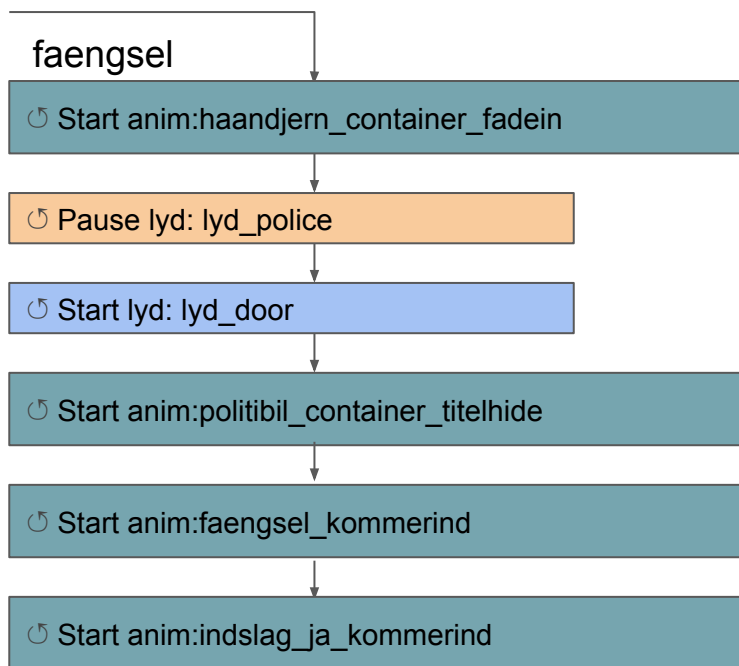 faengsel
Start anim:haandjern_container_fadein
Pause lyd: lyd_police
Start lyd: lyd_door
Start anim:politibil_container_titelhide
Start anim:faengsel_kommerind
Start anim:indslag_ja_kommerind